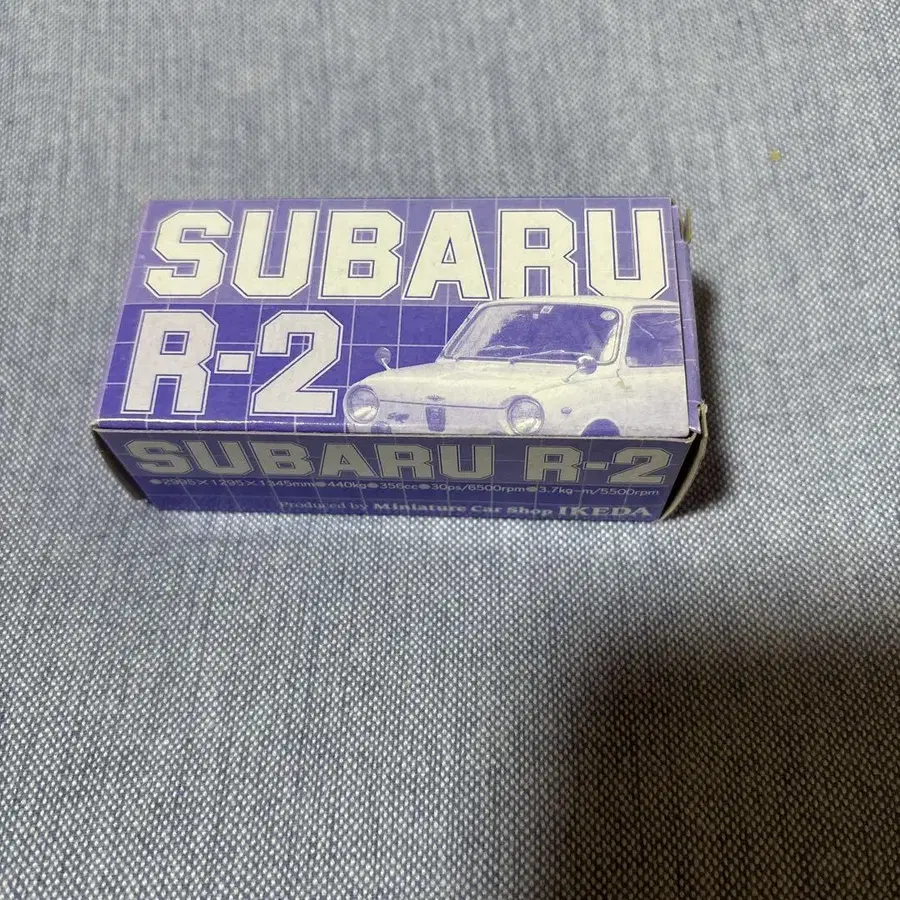 SUBARU
R-2
SUBARU R-2
●2995×1295×1345mm●440kg●356cc●30ps/6500rpm●3.7kg-m/5500rpm
Produced by Miniature Car Shop IKEDA